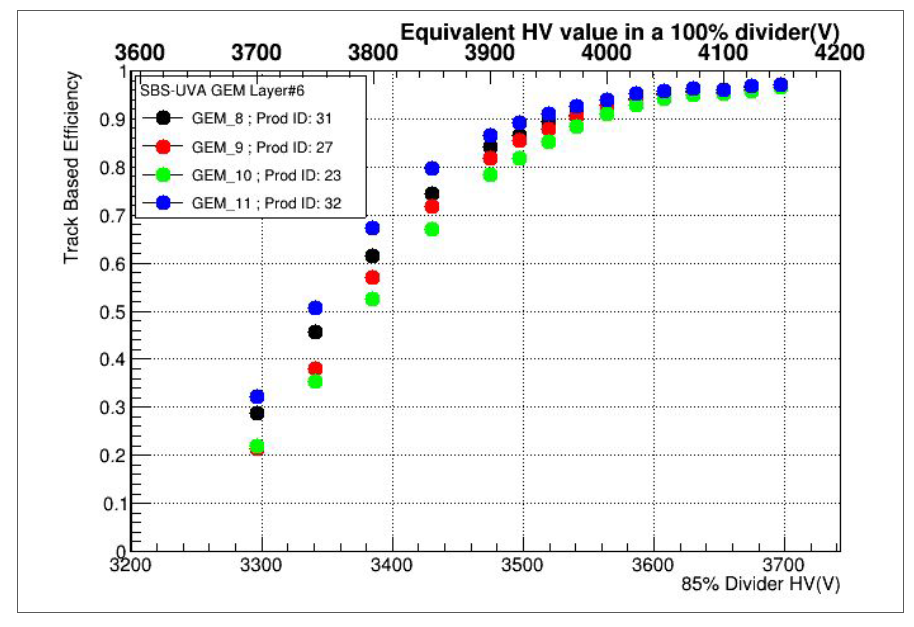 Equivalent HV value in a 100% divider(V)
3600 3700 3800 3900 4000 4100 4200
Track Based Efficiency
1
0.9
0.8
0.7
0.6
0.5
0.4
0.3
0.2
0.1
0
SBS-UVA GEM Layer#6
GEM_8 ; Prod ID: 31
GEM_9 ; Prod ID: 27
GEM_10 ; Prod ID: 23
GEM_11 ; Prod ID: 32
3200 3300 3400 3500 3600 3700
85% Divider HV(V)